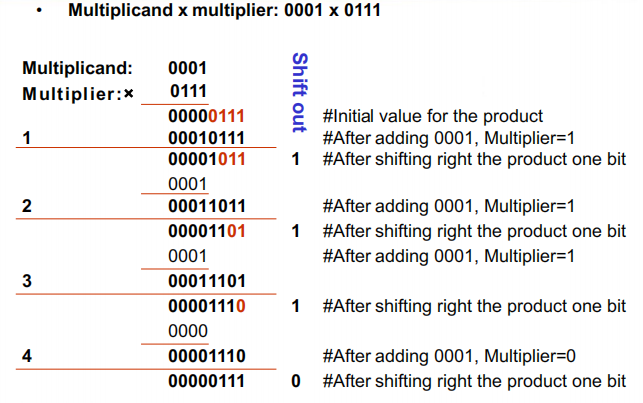 • Multiplicand x multiplier: 0001 x 0111
Multiplicand: 0001
Multiplier:× 0111
Shift out
00000111 #Initial value for the product
1 00010111 #After adding 0001, Multiplier=1
00001011 1 #After shifting right the product one bit
0001
2 00011011 #After adding 0001, Multiplier=1
00001101 1 #After shifting right the product one bit
0001 #After adding 0001, Multiplier=1
3 00011101
00001110 1 #After shifting right the product one bit
0000
4 00001110 #After adding 0001, Multiplier=0
00000111 0 #After shifting right the product one bit